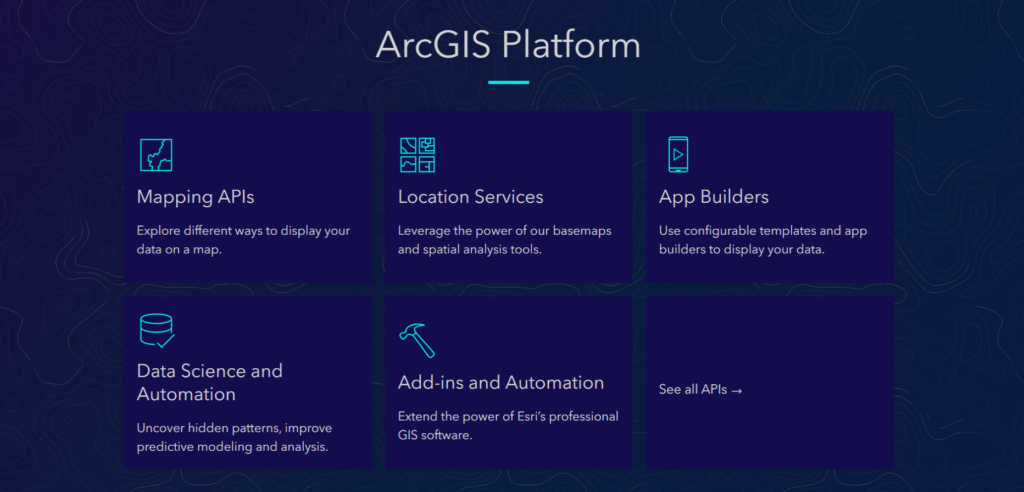 ArcGIS Platform
Mapping APIs
Explore different ways to display your
data on a map.
Location Services
Leverage the power of our basemaps
and spatial analysis tools.
App Builders
Use configurable templates and app
builders to display your data.
Data Science and
Automation
Uncover hidden patterns, improve
predictive modeling and analysis.
Add-ins and Automation
Extend the power of Esri’s professional
GIS software.
See all APIs →